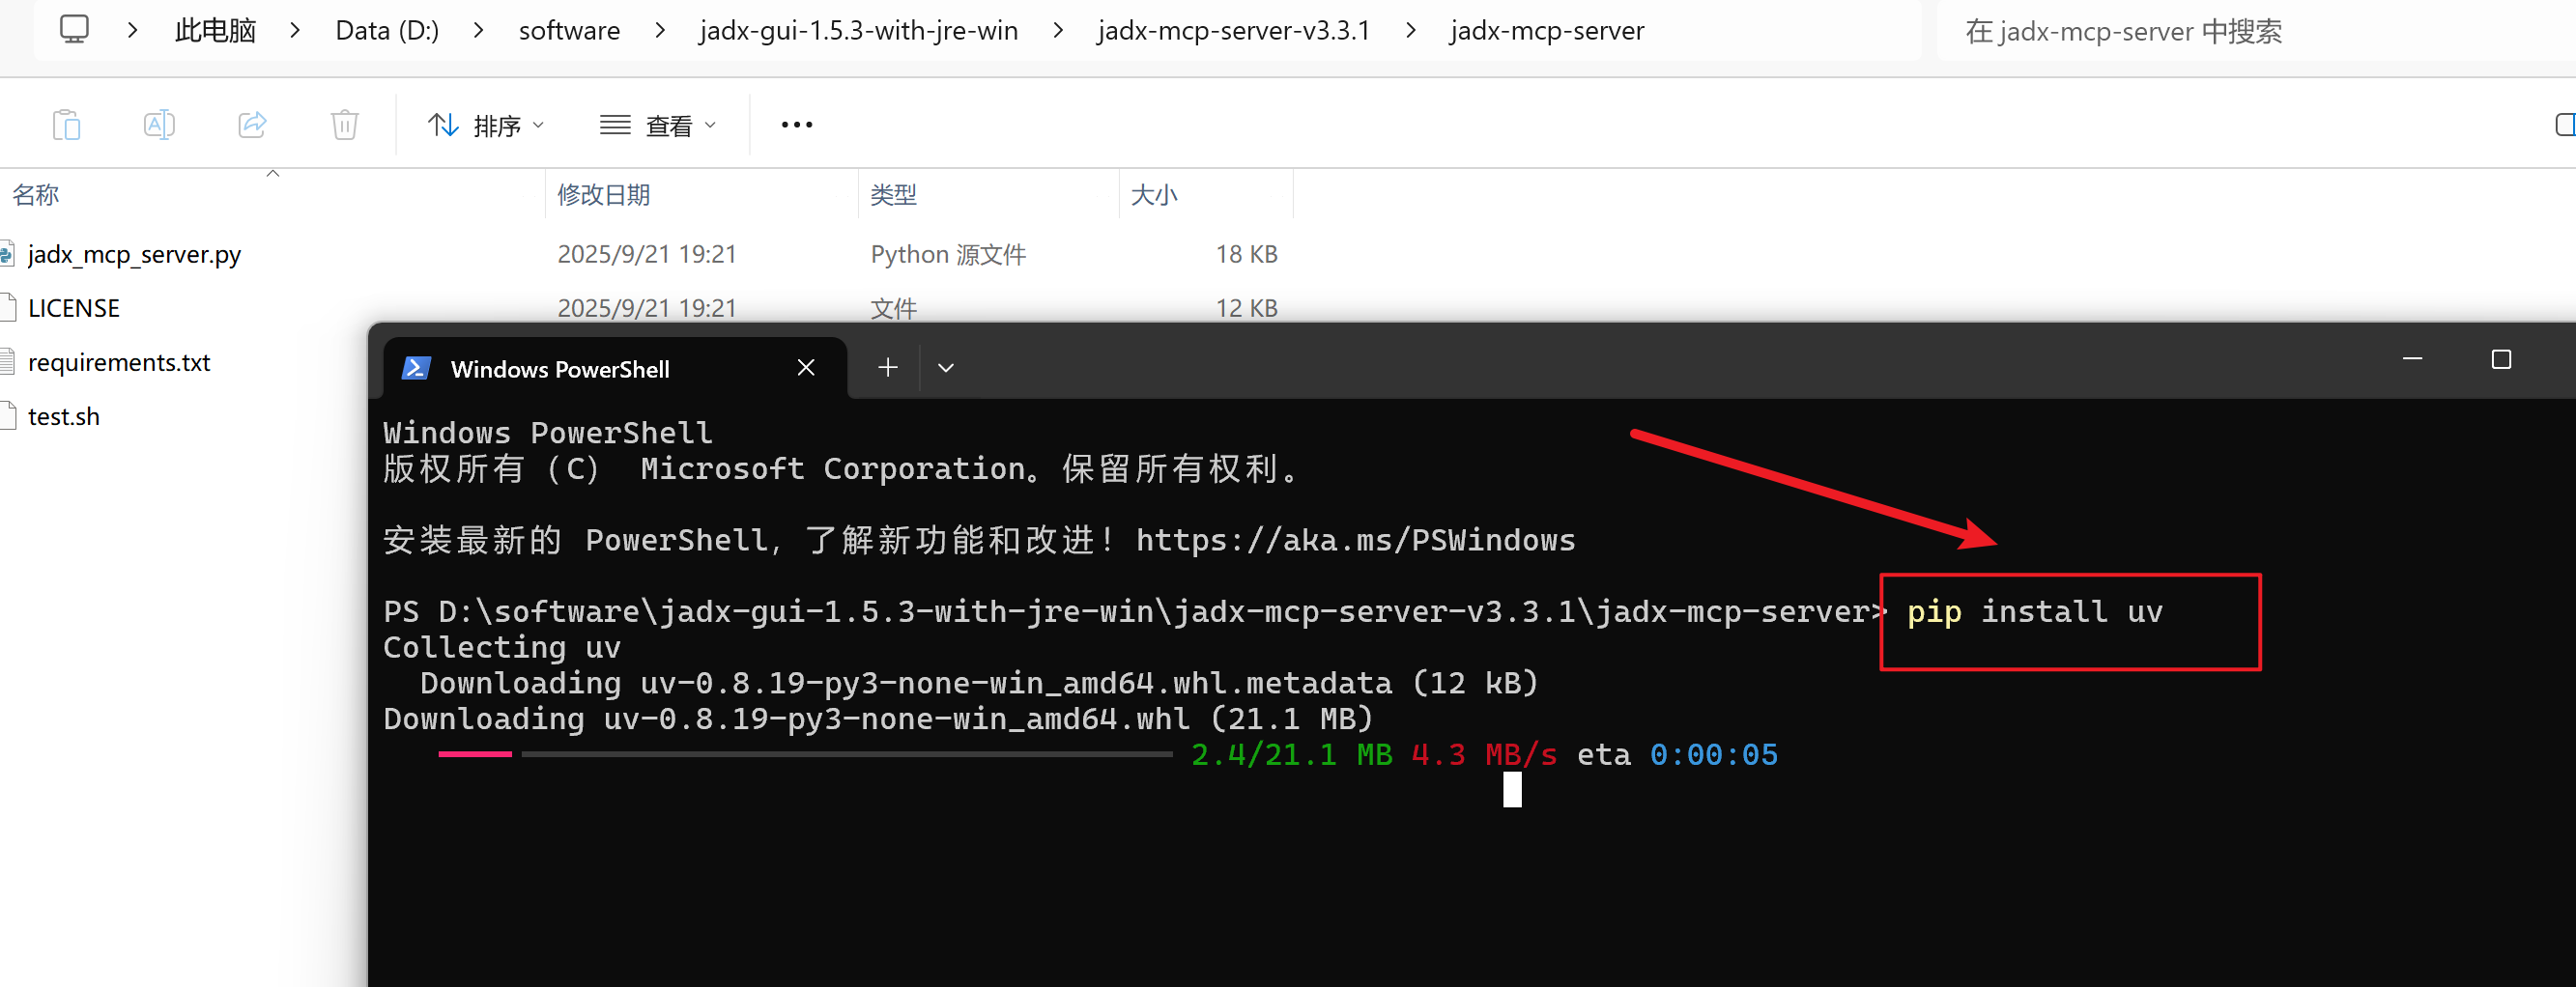 此电脑 > Data (D:) > software > jadx-gui-1.5.3-with-jre-win > jadx-mcp-server-v3.3.1 > jadx-mcp-server
在 jadx-mcp-server 中搜索
排序 查看 •••
名称 修改日期 类型 大小
jadx_mcp_server.py 2025/9/21 19:21 Python 源文件 18 KB
LICENSE 2025/9/21 19:21 文件 12 KB
requirements.txt
test.sh
Windows PowerShell
Windows PowerShell
版权所有（C） Microsoft Corporation。保留所有权利。
安装最新的 PowerShell，了解新功能和改进！https://aka.ms/PSWindows
PS D:\software\jadx-gui-1.5.3-with-jre-win\jadx-mcp-server-v3.3.1\jadx-mcp-server> pip install uv
Collecting uv
  Downloading uv-0.8.19-py3-none-win_amd64.whl.metadata (12 kB)
Downloading uv-0.8.19-py3-none-win_amd64.whl (21.1 MB)
2.4/21.1 MB 4.3 MB/s eta 0:00:05